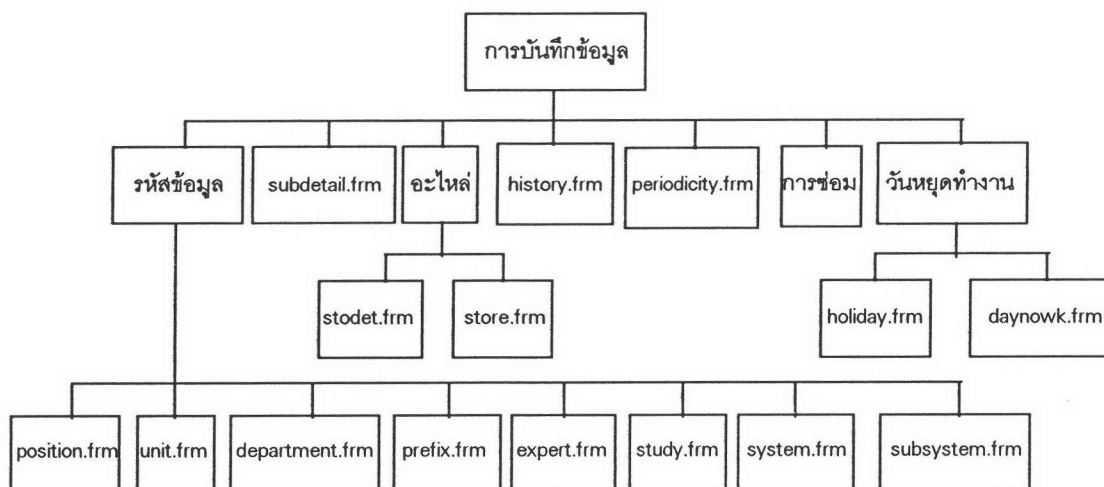 การบันทึกข้อมูล
รหัสข้อมูล
subdetail.frm
อะไหล่
history.frm
periodicity.frm
การซ่อม
วันหยุดทำงาน
stodet.frm
store.frm
holiday.frm
daynowk.frm
position.frm
unit.frm
department.frm
prefix.frm
expert.frm
study.frm
system.frm
subsystem.frm